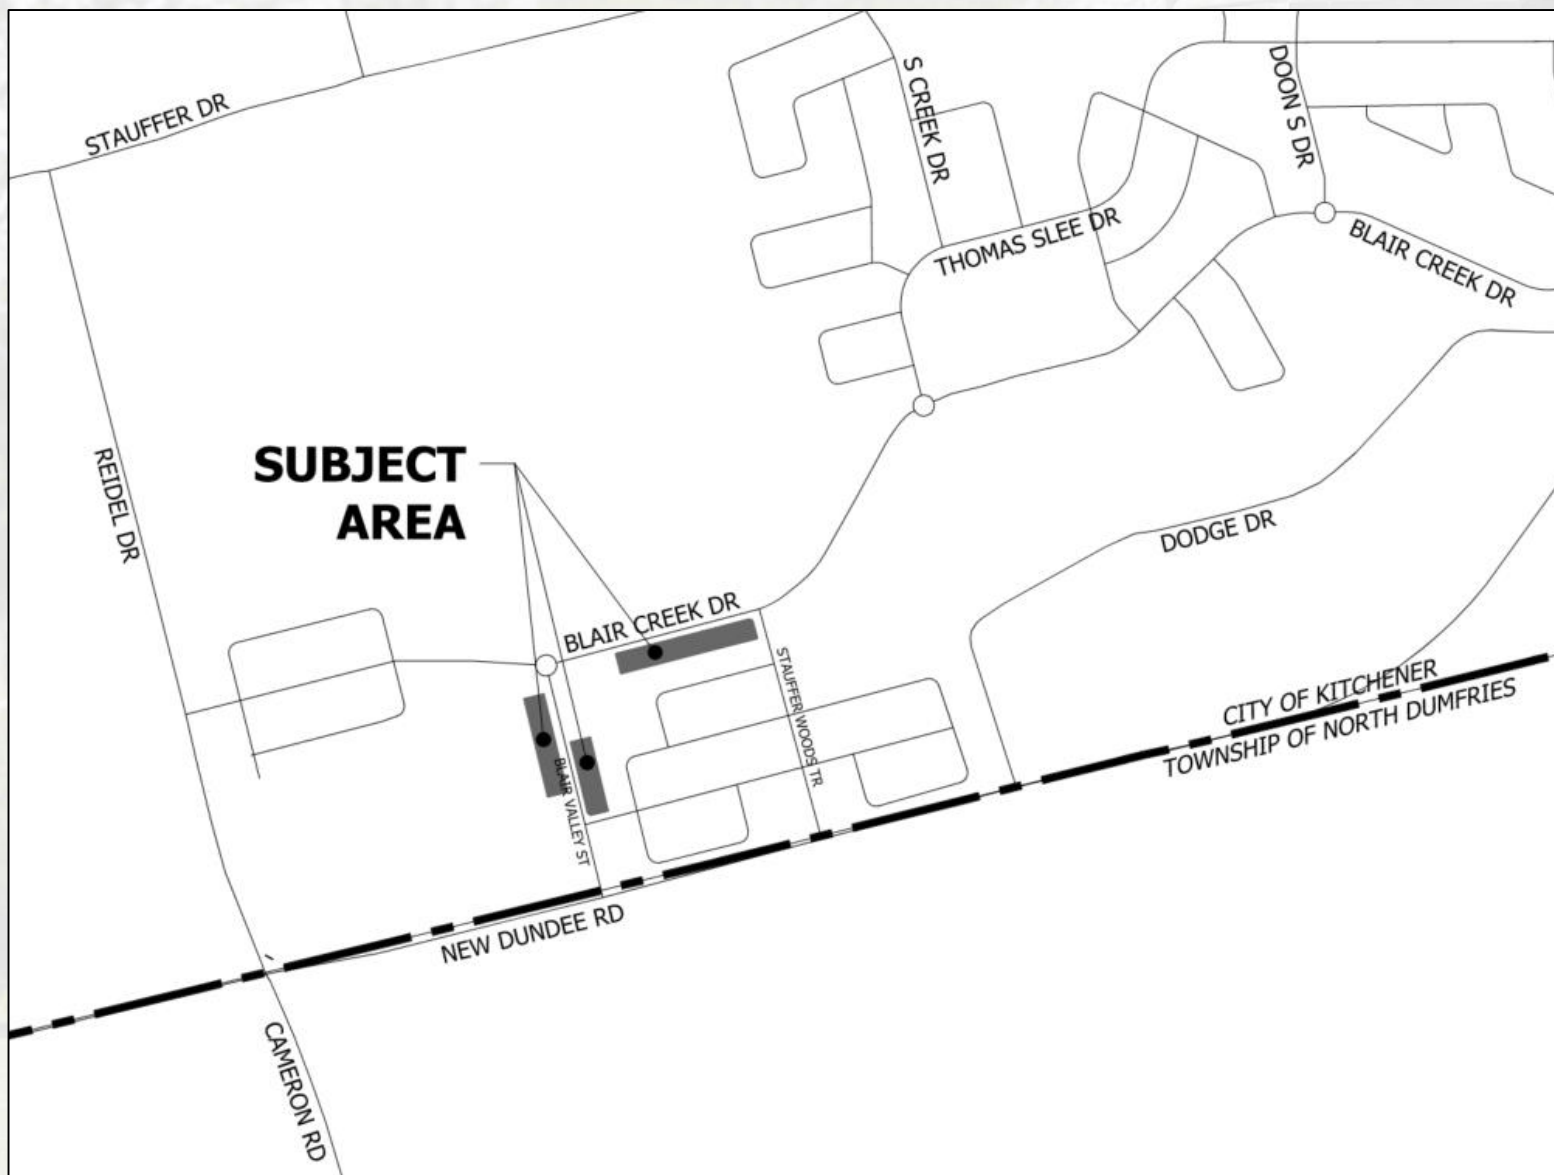 STAUFFER DR
S CREEK DR
DOON S DR
THOMAS SLEE DR
BLAIR CREEK DR
REIDEL DR
SUBJECT
AREA
DODGE DR
BLAIR CREEK DR
STAUFFER WOODS TR
BLAIR VALLEY ST
CITY OF KITCHENER
TOWNSHIP OF NORTH DUMFRIES
NEW DUNDEE RD
CAMERON RD